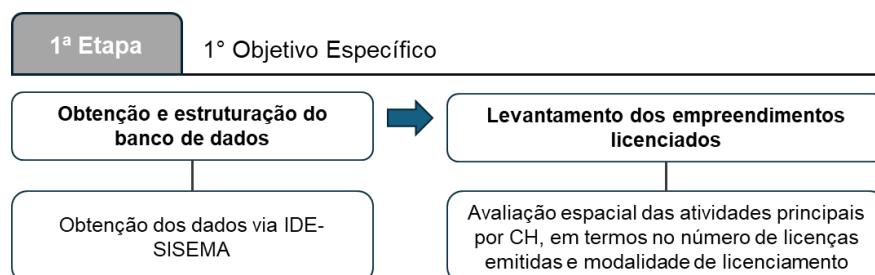 1ª Etapa
1° Objetivo Específico
Obtenção e estruturação do
banco de dados
Levantamento dos empreendimentos
licenciados
Obtenção dos dados via IDE-
SISEMA
Avaliação espacial das atividades principais
por CH, em termos no número de licenças
emitidas e modalidade de licenciamento